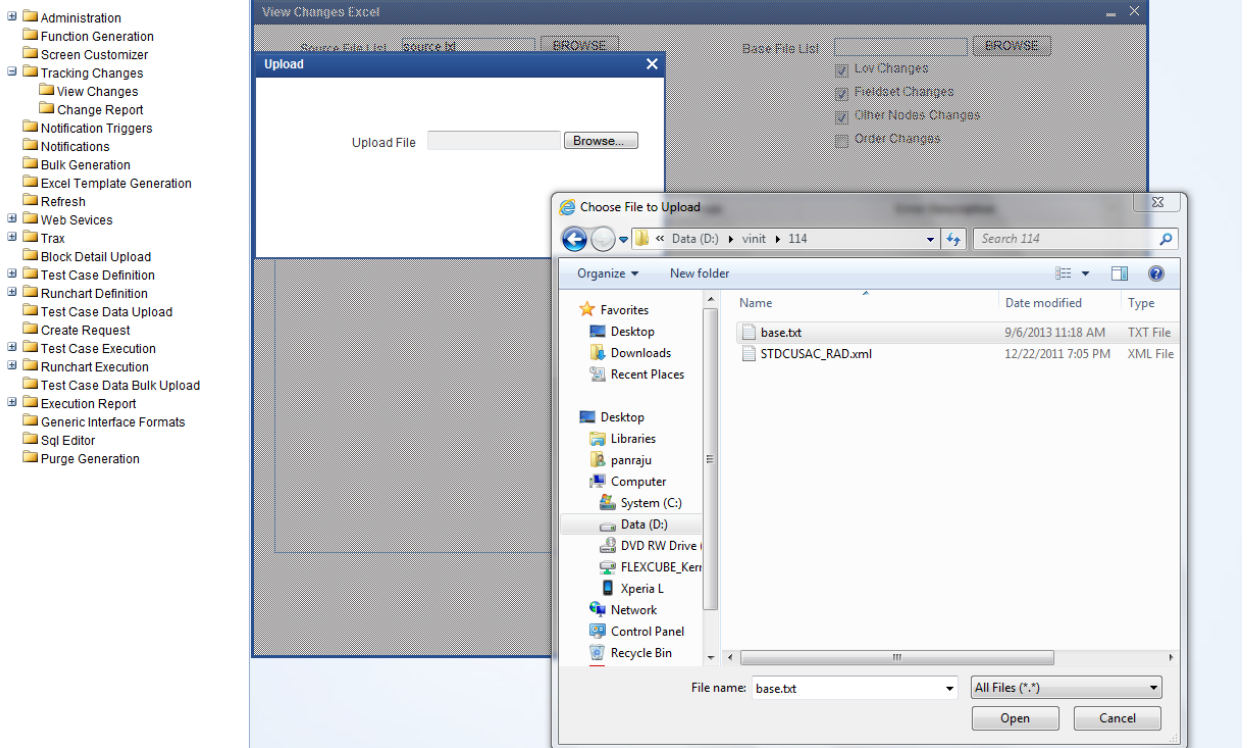 Administration
Function Generation
Screen Customizer
Tracking Changes
View Changes
Change Report
Notification Triggers
Notifications
Bulk Generation
Excel Template Generation
Refresh
Web Sevices
Trax
Block Detail Upload
Test Case Definition
Runchart Definition
Test Case Data Upload
Create Request
Test Case Execution
Runchart Execution
Test Case Data Bulk Upload
Execution Report
Generic Interface Formats
Sql Editor
Purge Generation
View Changes Excel
Source File List source.txt BROWSE Base File List BROWSE
Lov Changes
Fieldset Changes
Other Nodes Changes
Order Changes
Upload
Upload File Browse...
Choose File to Upload
« Data (D:) vinit 114 Search 114
Organize New folder
Name Date modified Type
base.txt 9/6/2013 11:18 AM TXT File
STDCUSAC_RAD.xml 12/22/2011 7:05 PM XML File
Favorites
Desktop
Downloads
Recent Places
Desktop
Libraries
panraju
Computer
System (C:)
Data (D:)
DVD RW Drive (
FLEXCUBE_Kern
Xperia L
Network
Control Panel
Recycle Bin
File name: base.txt All Files (*.*)
Open Cancel